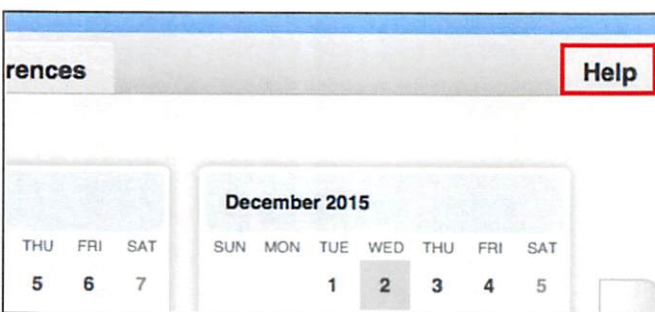 rences Help
December 2015
THU FRI SAT SUN MON TUE WED THU FRI SAT
5 6 7 1 2 3 4 5